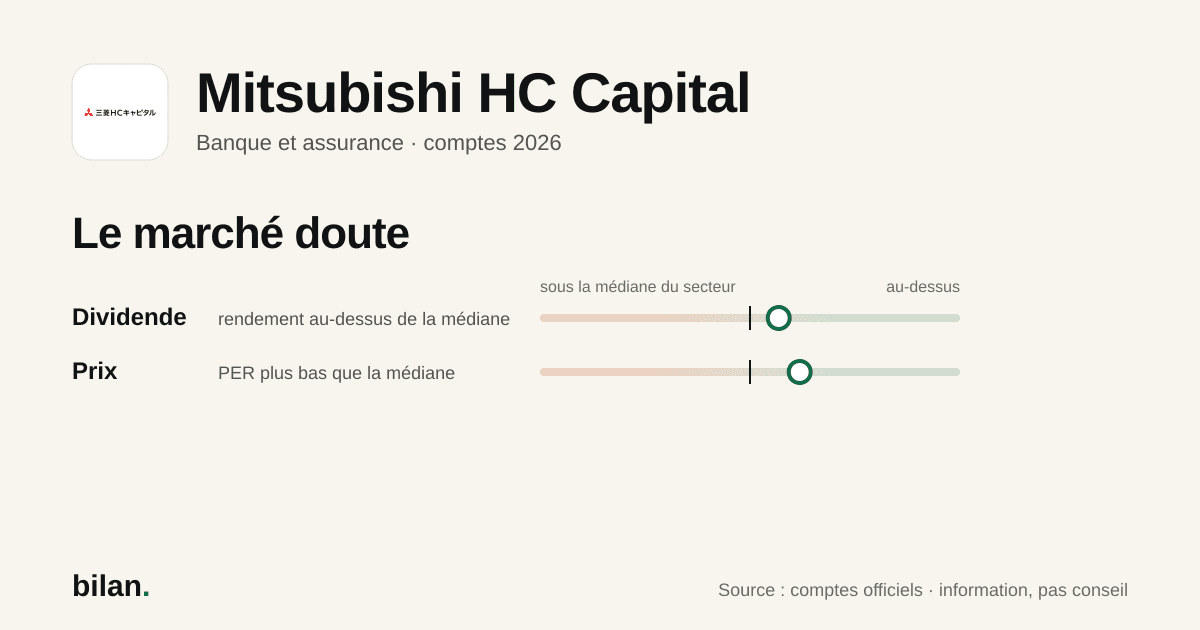 三菱HCキャピタル
Mitsubishi HC Capital
Banque et assurance · comptes 2026
Le marché doute
sous la médiane du secteur au-dessus
Dividende rendement au-dessus de la médiane
Prix PER plus bas que la médiane
bilan.
Source : comptes officiels · information, pas conseil